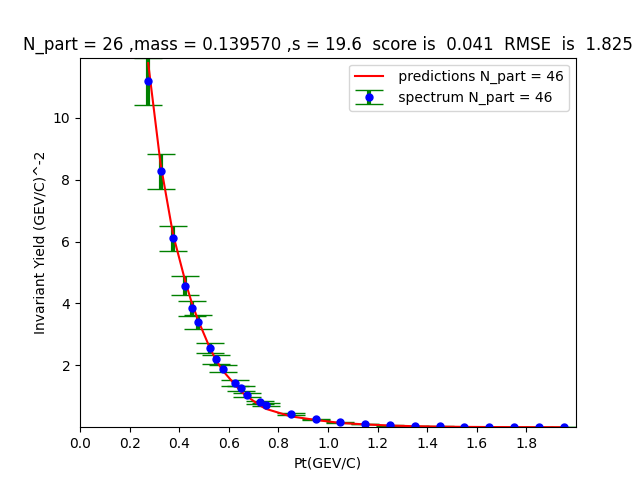 N_part = 26 ,mass = 0.139570 ,s = 19.6 score is 0.041 RMSE is 1.825
predictions N_part = 46
spectrum N_part = 46
Invariant Yield (GEV/C)^-2
10
8
6
4
2
0.0 0.2 0.4 0.6 0.8 1.0 1.2 1.4 1.6 1.8
Pt(GEV/C)